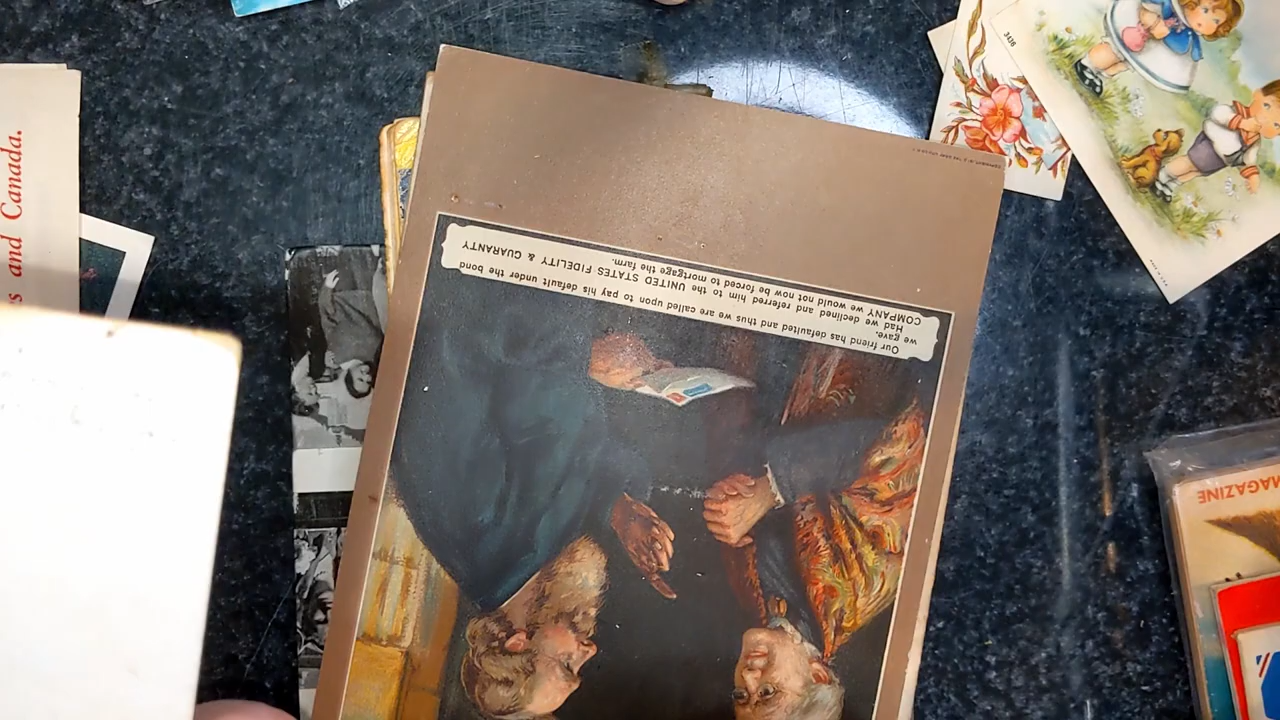 s and Canada.
Our friend has defaulted and thus we are called upon to pay his default under the bond
we gave.
Had we declined and referred him to the UNITED STATES FIDELITY & GUARANTY
COMPANY we would not now be forced to mortgage the farm.
3436
MAGAZINE